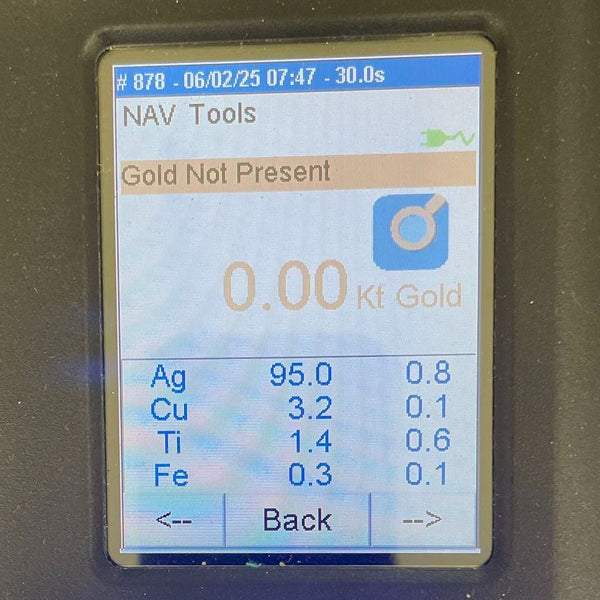 # 878 - 06/02/25 07:47 - 30.0s
NAV Tools
Gold Not Present
0.00 Kt Gold
Ag 95.0 0.8
Cu 3.2 0.1
Ti 1.4 0.6
Fe 0.3 0.1
<-- Back -->